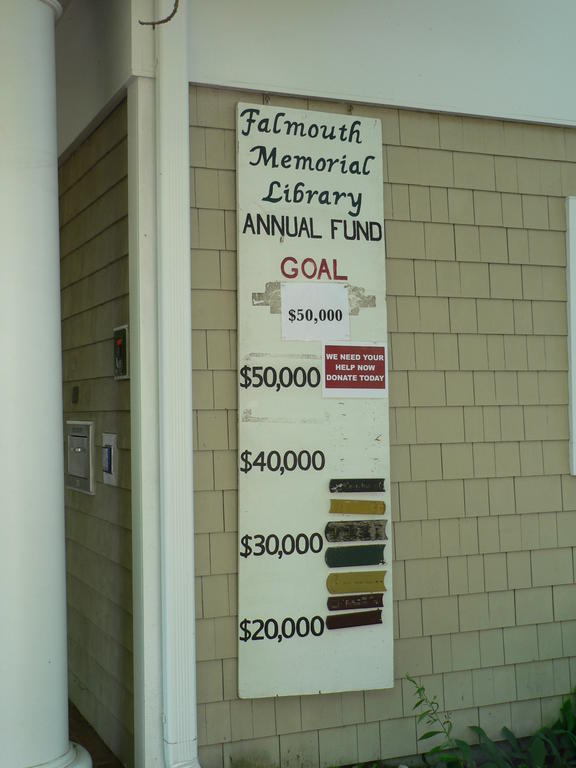 Falmouth
Memorial
Library
ANNUAL FUND
GOAL
$50,000
WE NEED YOUR
HELP NOW
DONATE TODAY
$50,000
$40,000
$30,000
$20,000